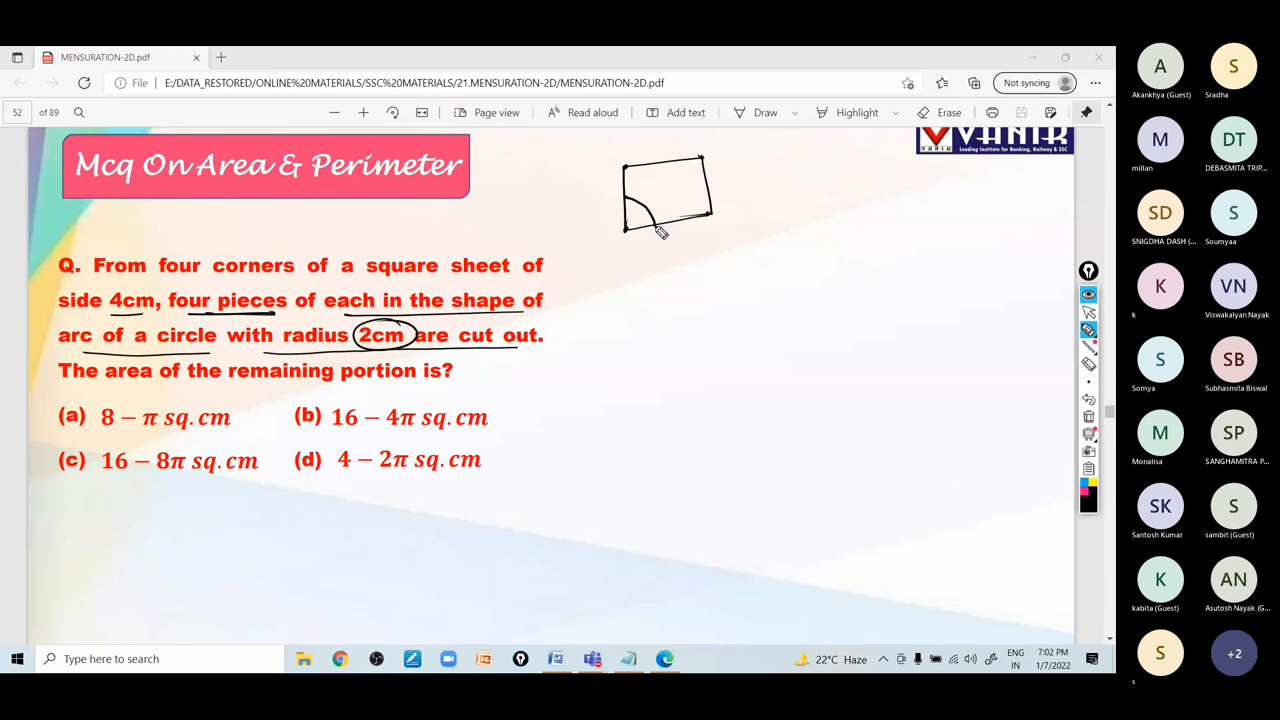 MENSURATION-2D.pdf
File
E:/DATA_RESTORED/ONLINE%20MATERIALS/SSC%20MATERIALS/21.MENSURATION-2D/MENSURATION-2D.pdf
Not syncing
52 of 89
Page view
Read aloud
Add text
Draw
Highlight
Erase
Mcq On Area & Perimeter
VANIK
VANIK
Leading Institute for Banking, Railway & SSC
Q. From four corners of a square sheet of
side 4cm, four pieces of each in the shape of
arc of a circle with radius 2cm are cut out.
The area of the remaining portion is?
(a) 8 − π sq.cm (b) 16 − 4π sq.cm
(c) 16 − 8π sq.cm (d) 4 − 2π sq.cm
Type here to search
22°C Haze
ENG
IN
7:02 PM
1/7/2022
A
Akankhya (Guest)
S
Sradha
M
millan
DT
DEBASMITA TRIP...
SD
SNIGDHA DASH (...
S
Soumyaa
K
k
VN
Viswakalyan Nayak
S
Somya
SB
Subhasmita Biswal
M
Monalisa
SP
SANGHAMITRA P...
SK
Santosh Kumar
S
sambit (Guest)
K
kabita (Guest)
AN
Asutosh Nayak (G...
S
s
+2